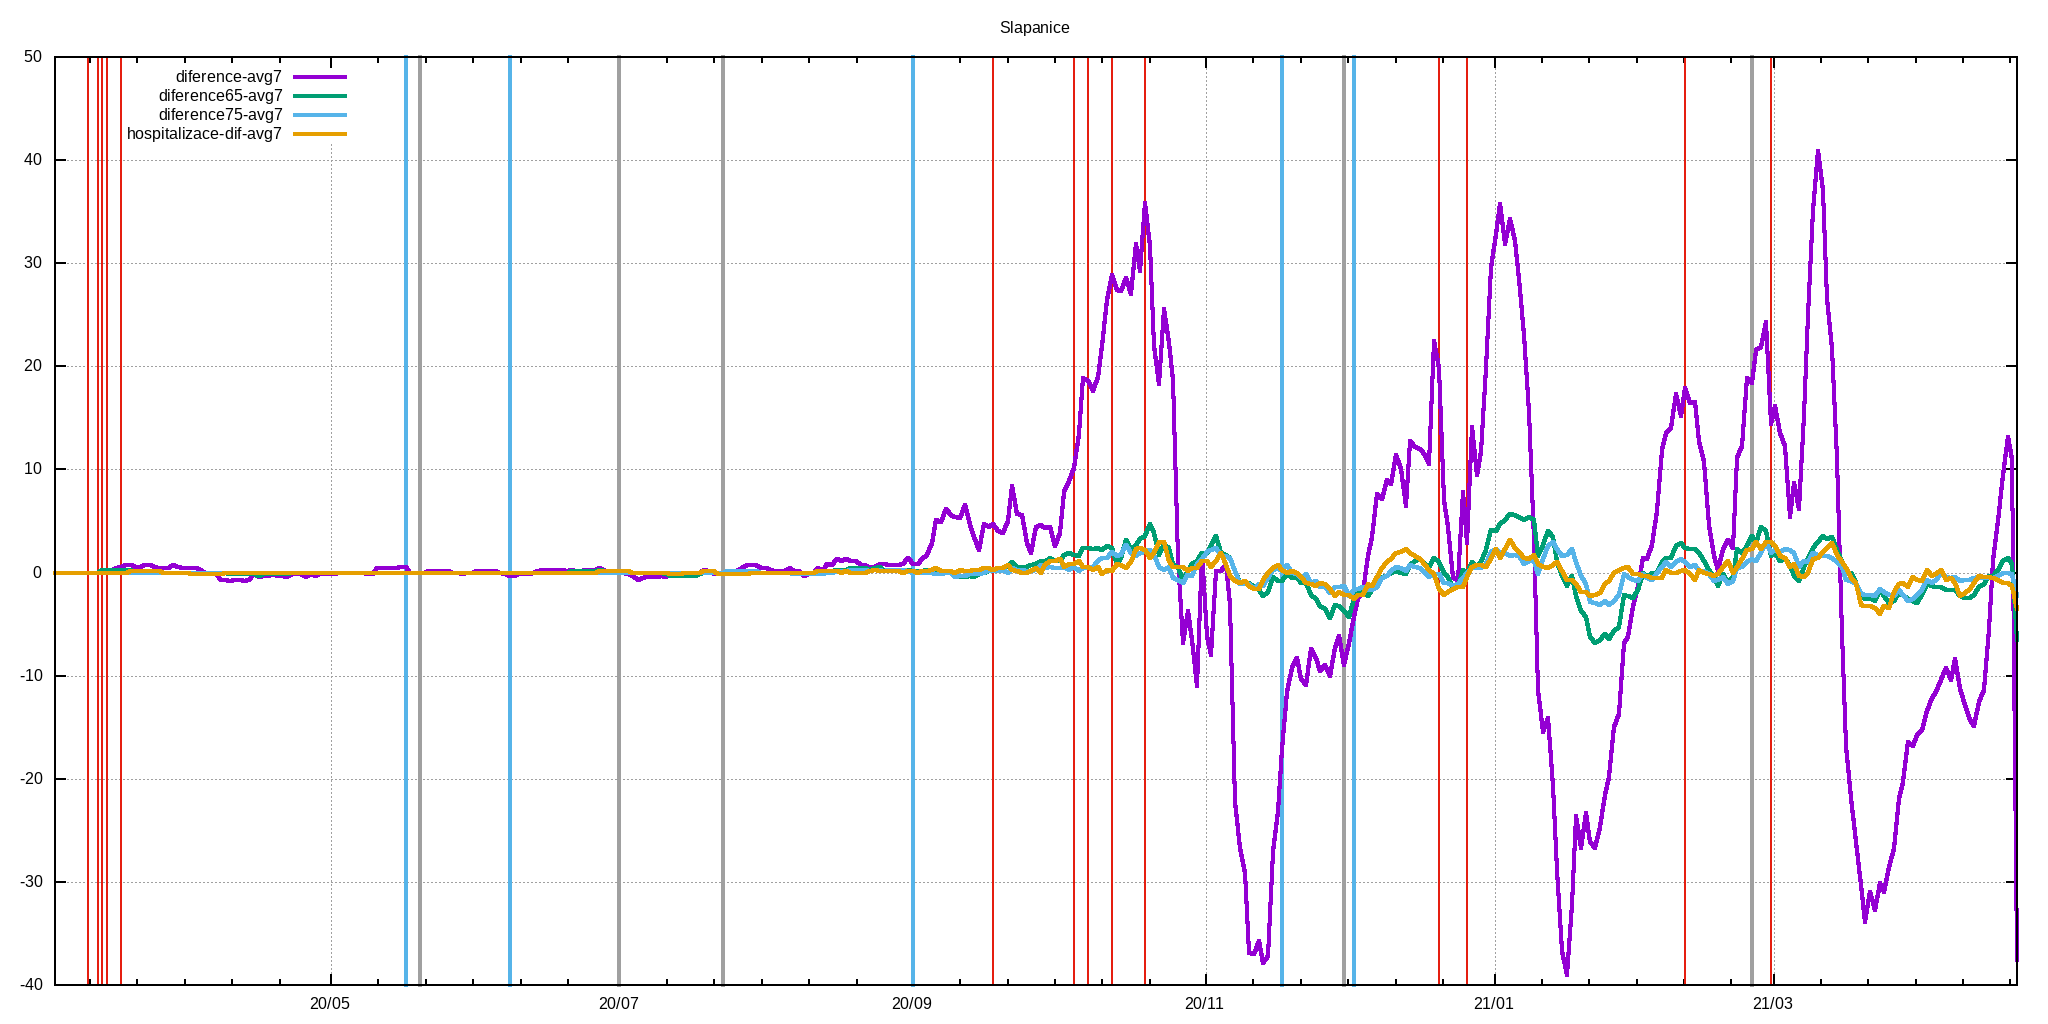 Slapanice
50
diference-avg7
diference65-avg7
diference75-avg7
hospitalizace-dif-avg7
40
30
20
10
0
-10
-20
-30
-40
20/05 20/07 20/09 20/11 21/01 21/03